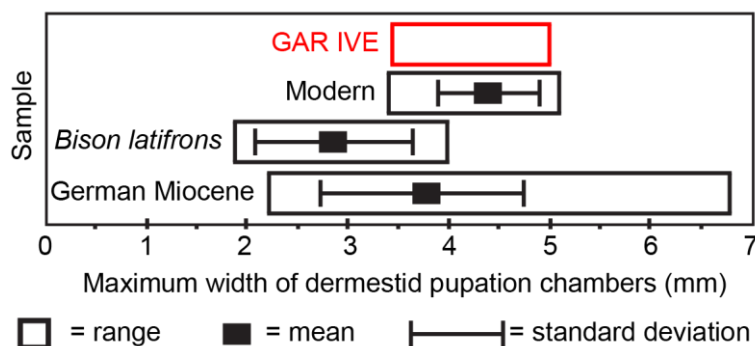 Sample
GAR IVE
Modern
Bison latifrons
German Miocene
0 1 2 3 4 5 6 7
Maximum width of dermestid pupation chambers (mm)
= range = mean = standard deviation